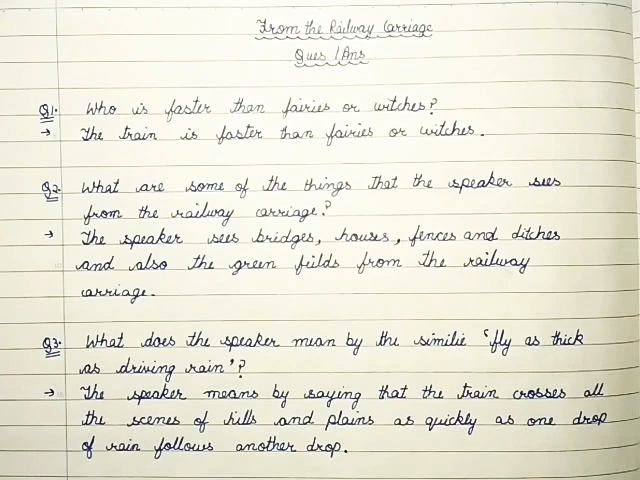 From the Railway Carriage
Ques / Ans
Q1. Who is faster than fairies or witches?
→ The train is faster than fairies or witches.
Q2. What are some of the things that the speaker sees
from the railway carriage?
→ The speaker sees bridges, houses, fences and ditches
and also the green fields from the railway
carriage.
Q3. What does the speaker mean by the similie 'fly as thick
as driving rain'?
→ The speaker means by saying that the train crosses all
the scenes of hills and plains as quickly as one drop
of rain follows another drop.